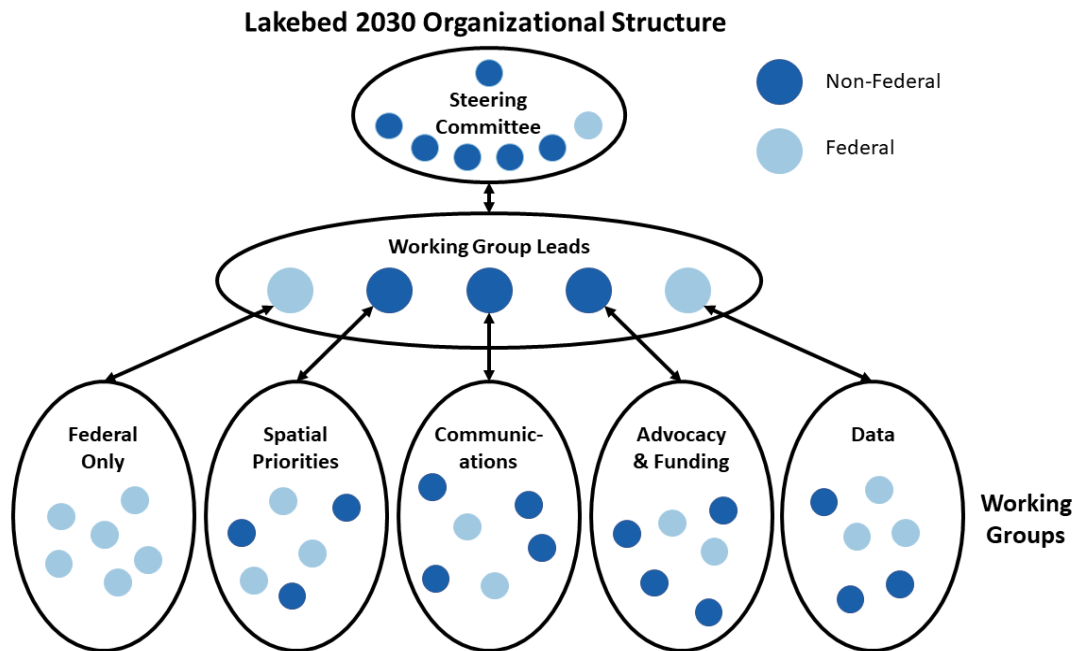 Lakebed 2030 Organizational Structure
Steering
Committee
Non-Federal
Federal
Working Group Leads
Federal
Only
Spatial
Priorities
Communic-
ations
Advocacy
& Funding
Data
Working
Groups